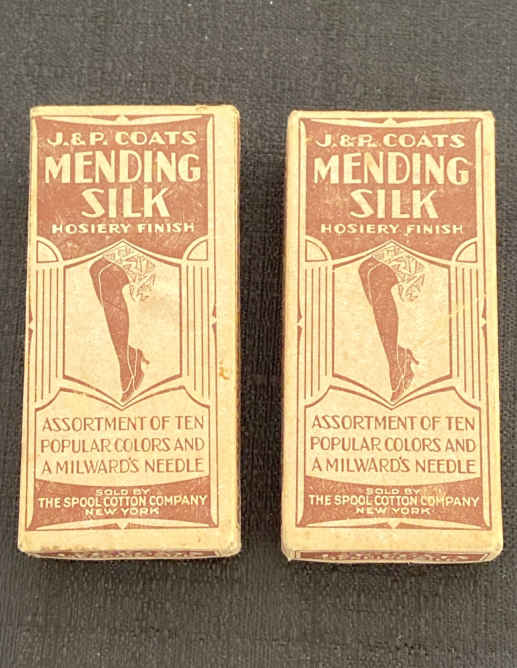 J. & P. COATS
MENDING
SILK
HOSIERY FINISH
ASSORTMENT OF TEN
POPULAR COLORS AND
A MILWARD'S NEEDLE
SOLD BY
THE SPOOL COTTON COMPANY
NEW YORK
J. & P. COATS
MENDING
SILK
HOSIERY FINISH
ASSORTMENT OF TEN
POPULAR COLORS AND
A MILWARD'S NEEDLE
SOLD BY
THE SPOOL COTTON COMPANY
NEW YORK